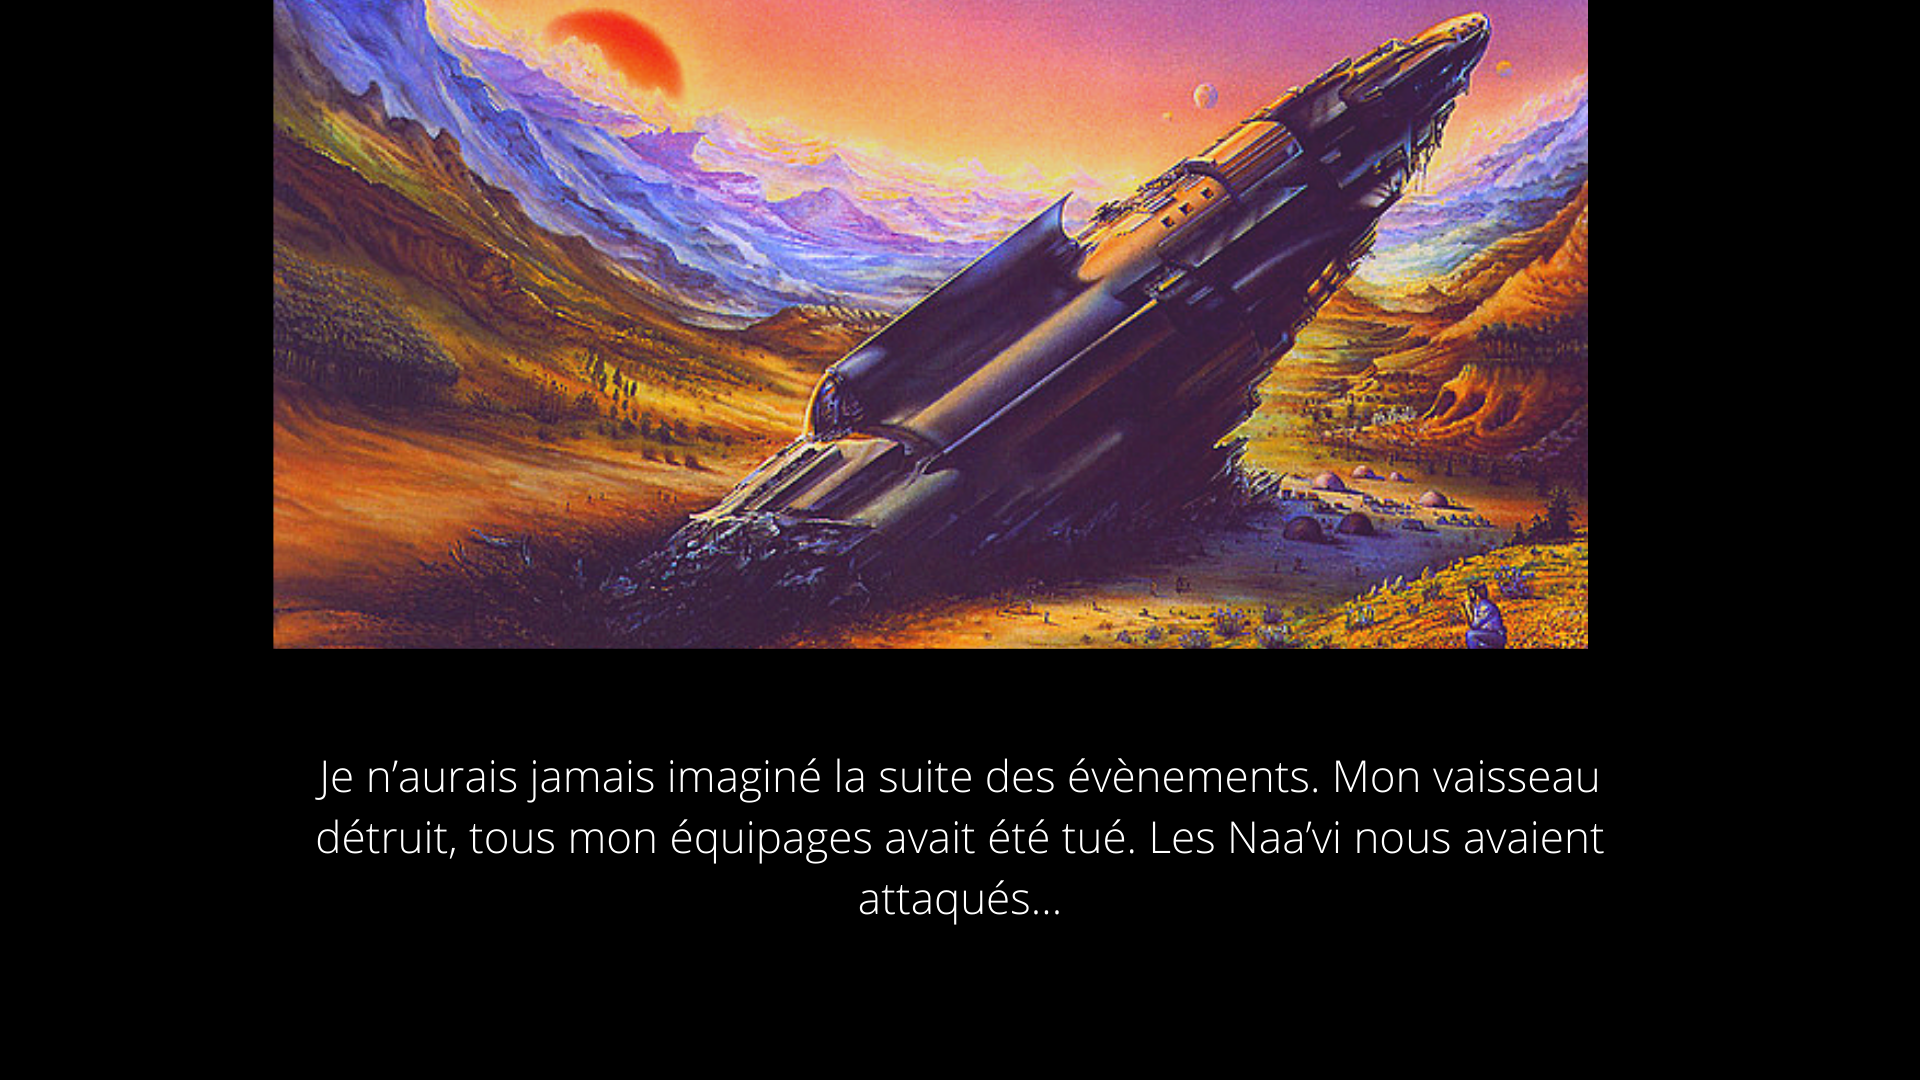 Je n’aurais jamais imaginé la suite des évènements. Mon vaisseau
détruit, tous mon équipages avait été tué. Les Naa’vi nous avaient
attaqués...